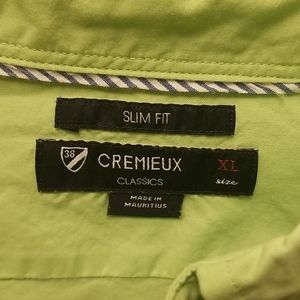 SLIM FIT
38
CREMIEUX
CLASSICS
XL
size
MADE IN
MAURITIUS